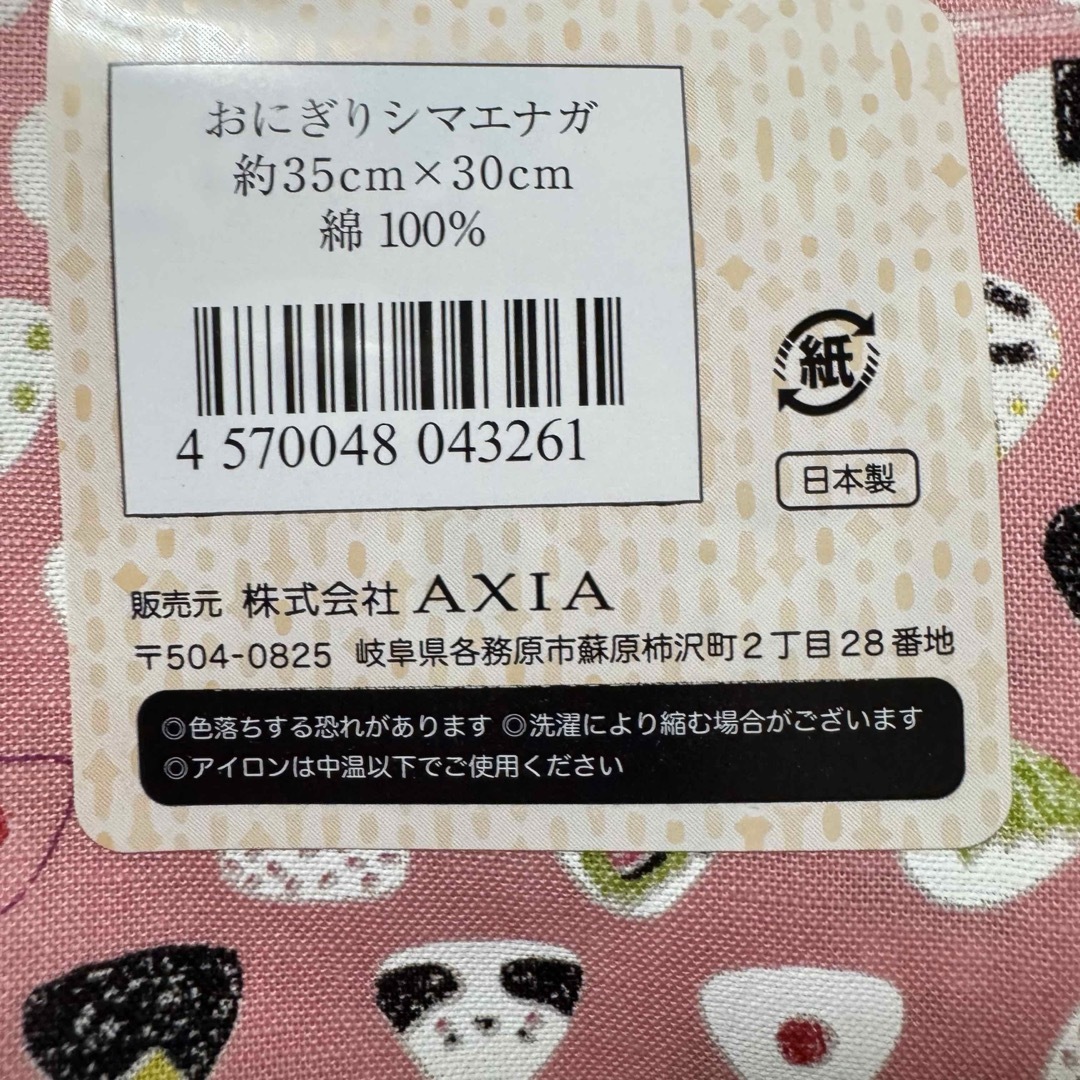 おにぎりシマエナガ
約35cm×30cm
綿 100%
4 570048 043261
紙
日本製
販売元 株式会社 AXIA
〒504-0825 岐阜県各務原市蘇原柿沢町2丁目28番地
◎色落ちする恐れがあります ◎洗濯により縮む場合がございます
◎アイロンは中温以下でご使用ください